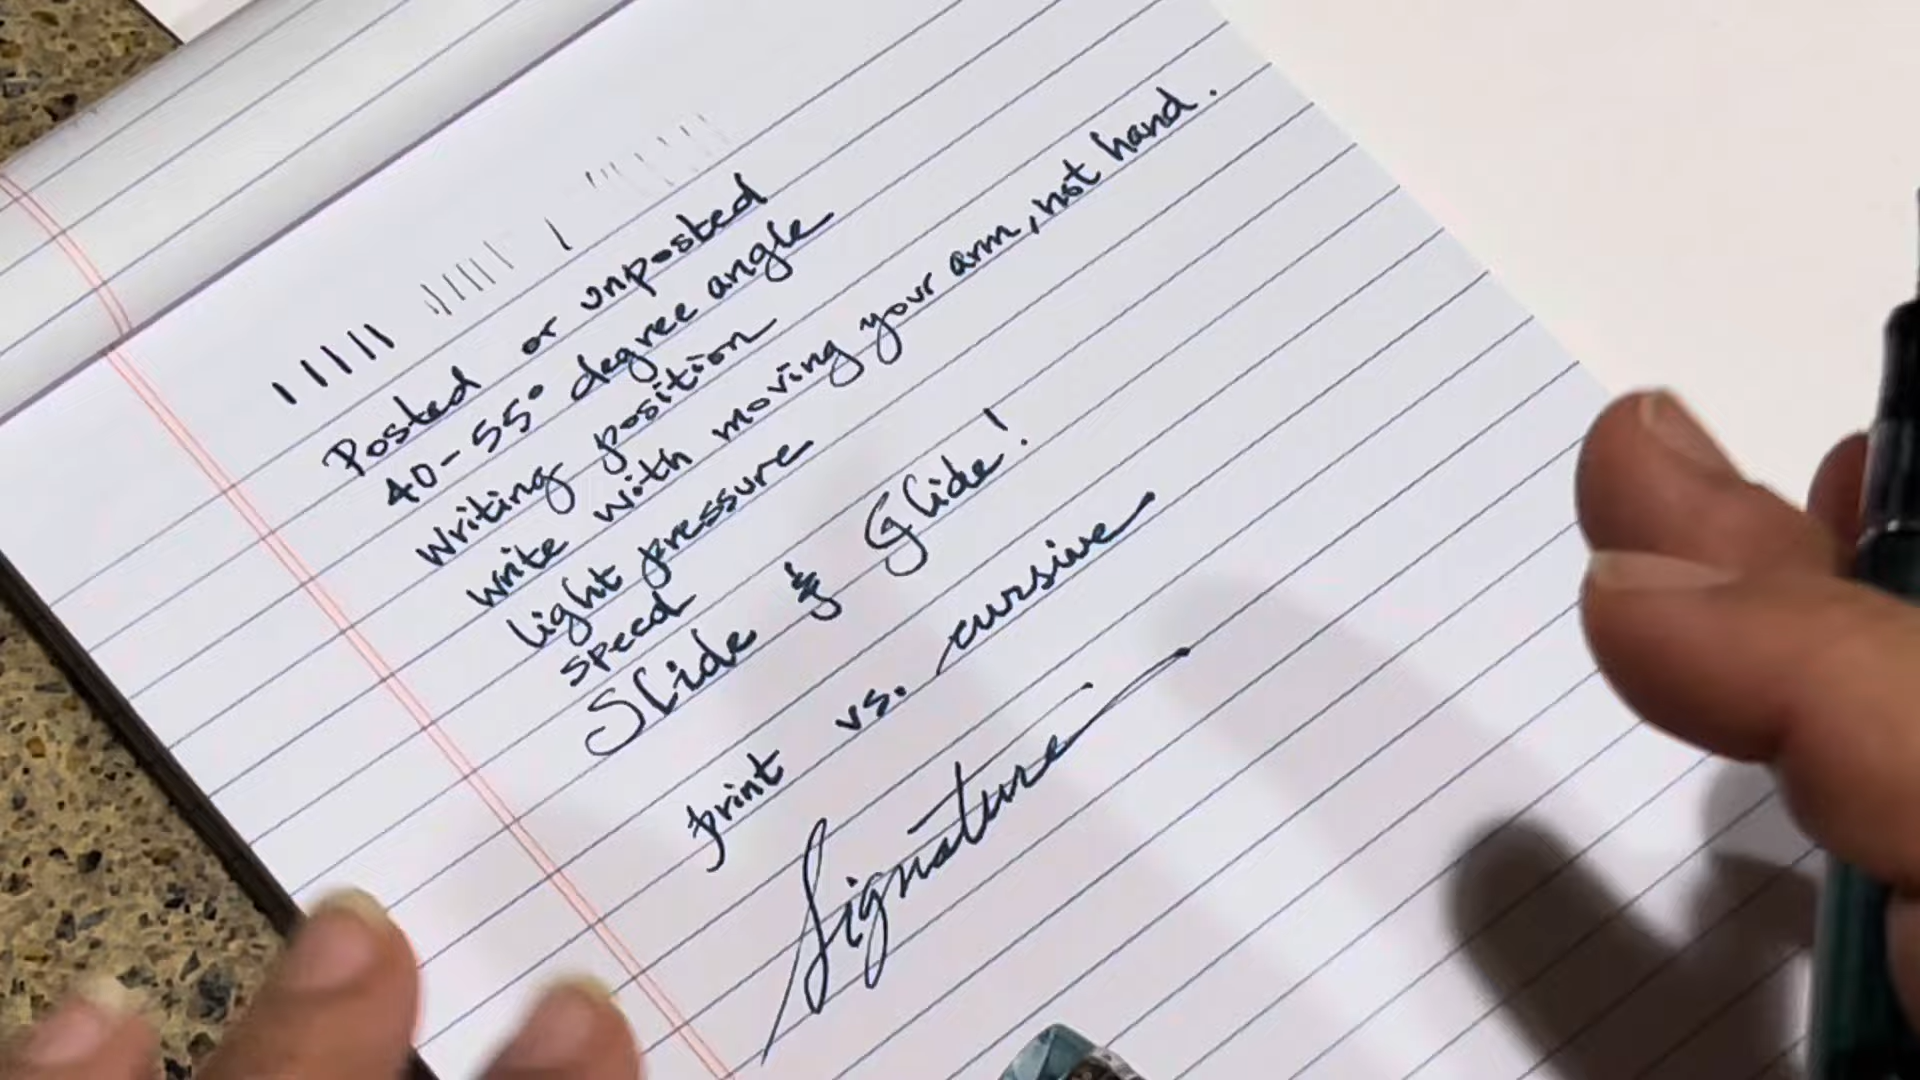 Posted or unposted
40-55° degree angle
Writing position
write with moving your arm, not hand.
light pressure
speed
Slide & Glide!
print vs. cursive
Signature